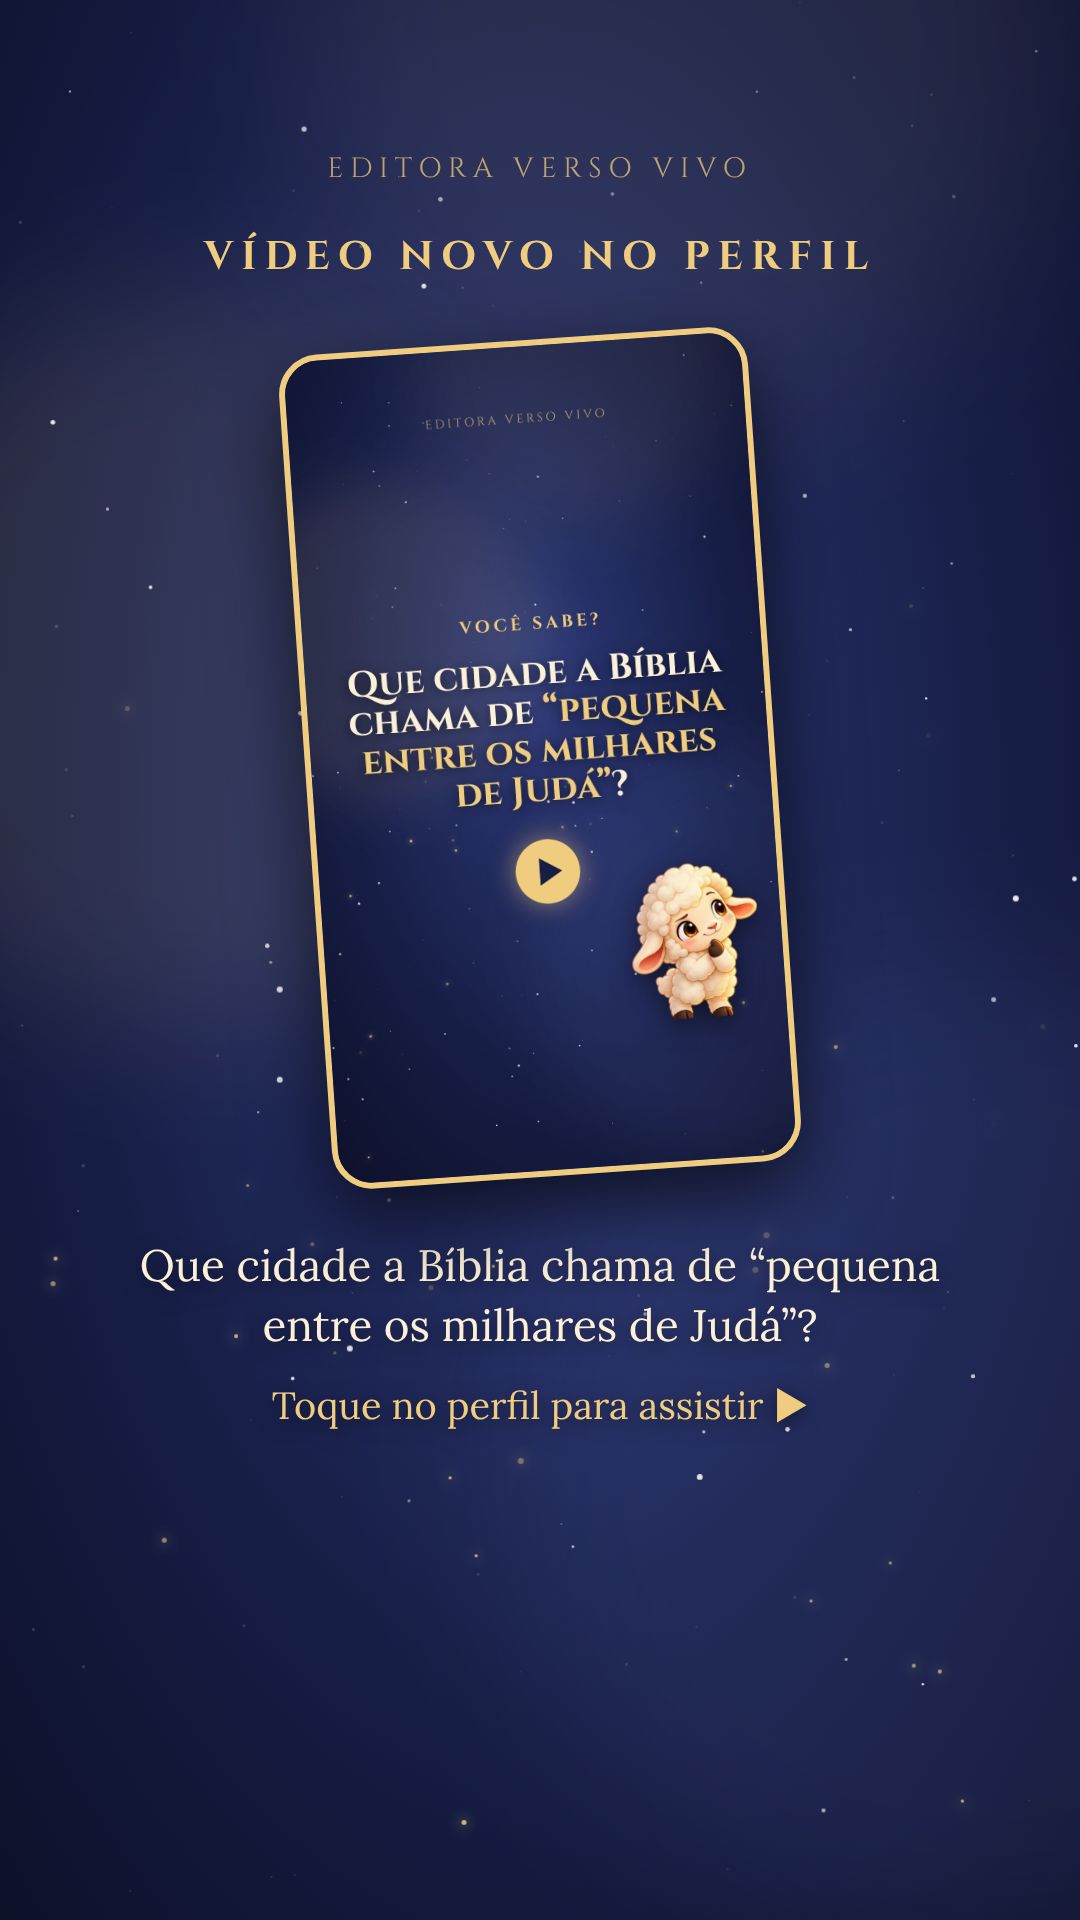 EDITORA VERSO VIVO
VÍDEO NOVO NO PERFIL
EDITORA VERSO VIVO
VOCÊ SABE?
Que cidade a Bíblia
chama de “pequena
entre os milhares
de Judá”?
Que cidade a Bíblia chama de “pequena
entre os milhares de Judá”?
Toque no perfil para assistir ▶